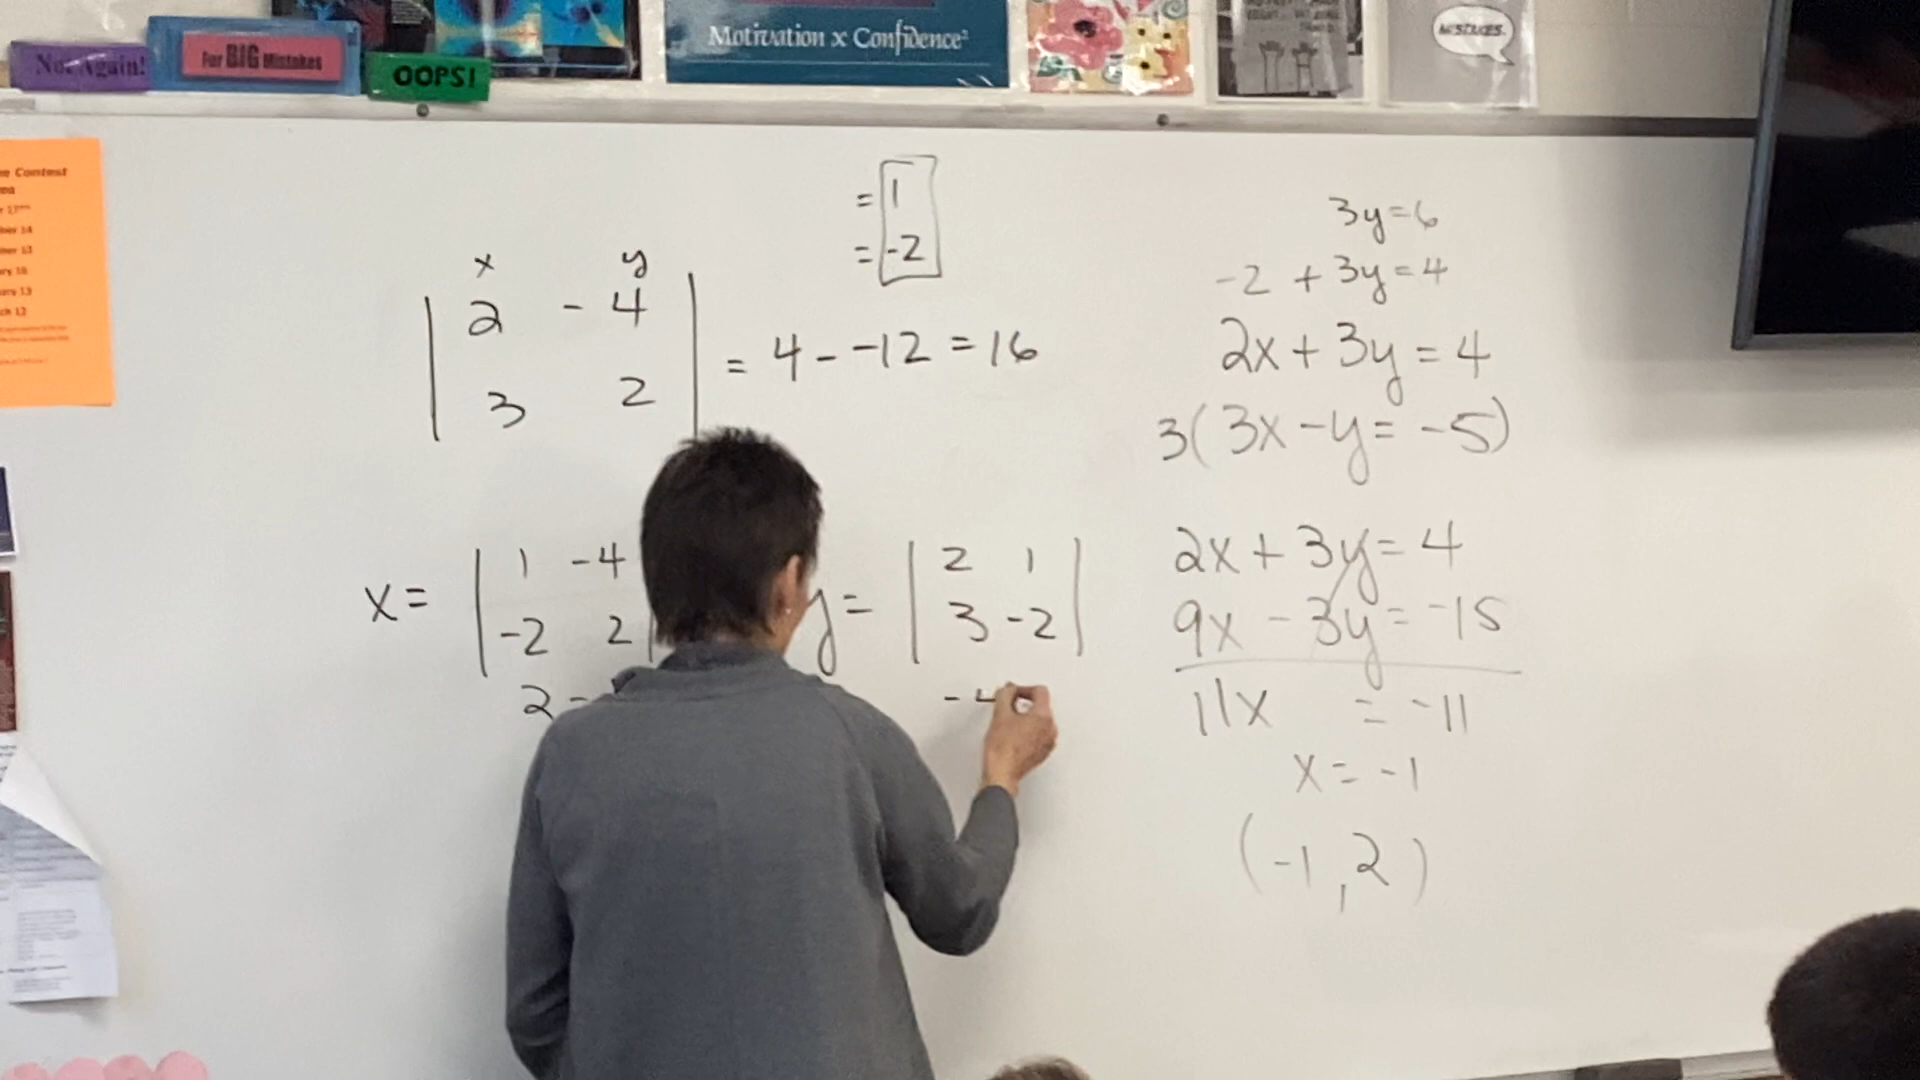 Not Again!
For BIG Mistakes
OOPS!
Motivation x Confidence²
MISTAKES.
= 1
= -2
x y
2 - 4
3 2
= 4 - -12 = 16
x =
1 -4
-2 2
2 -
y =
2 1
3 -2
-4
3y = 6
-2 + 3y = 4
2x + 3y = 4
3(3x - y = -5)
2x + 3y = 4
9x - 3y = -15
11x = -11
x = -1
(-1, 2)